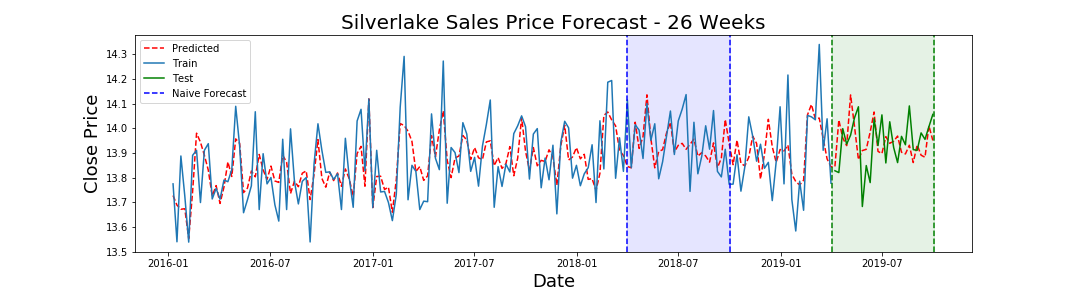 Silverlake Sales Price Forecast - 26 Weeks
Predicted
Train
Test
Naive Forecast
Close Price
14.3
14.2
14.1
14.0
13.9
13.8
13.7
13.6
13.5
2016-01 2016-07 2017-01 2017-07 2018-01 2018-07 2019-01 2019-07
Date